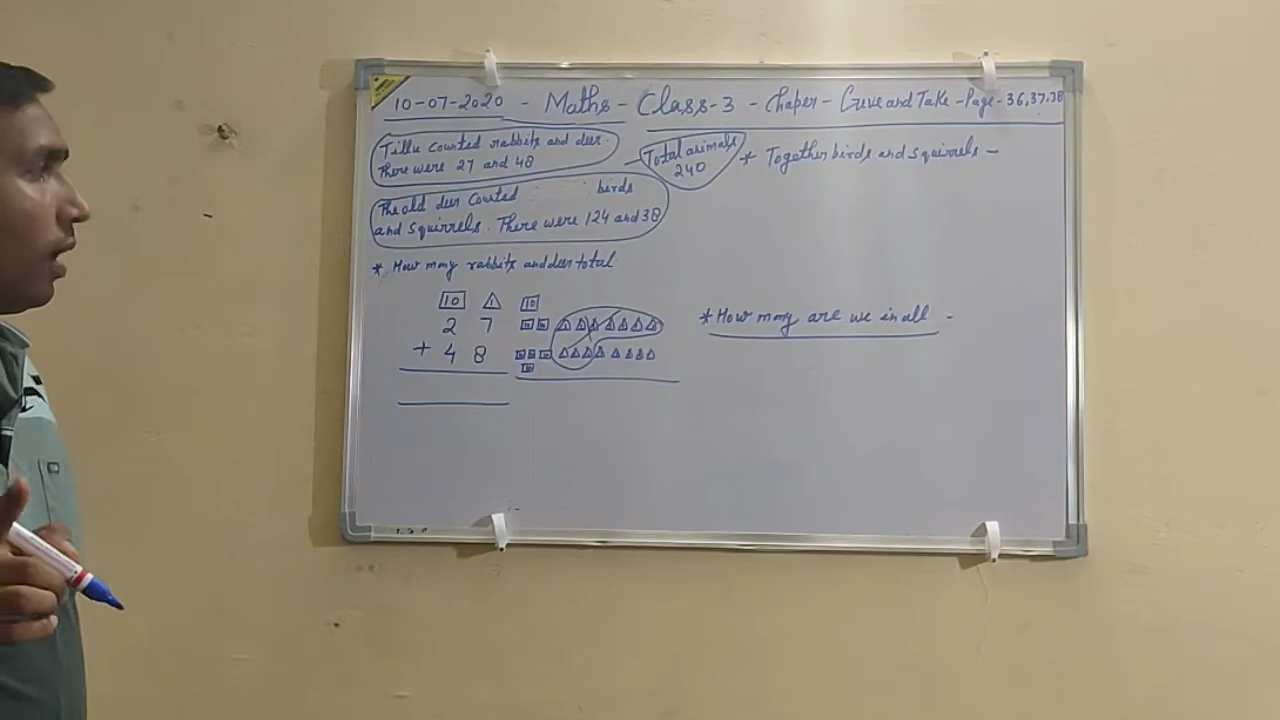 10-07-2020 - Maths - Class-3 - Chaper - Give and Take - Page - 36,37,38
Tillu Counted rabbits and deer.
There were 27 and 48
Total animals
240
The old deer Counted birds
and Squirrels. There were 124 and 38
* How many rabbits and deer total
10 1 10
2 7
+ 4 8
* Together birds and squirrels -
* How many are we in all -